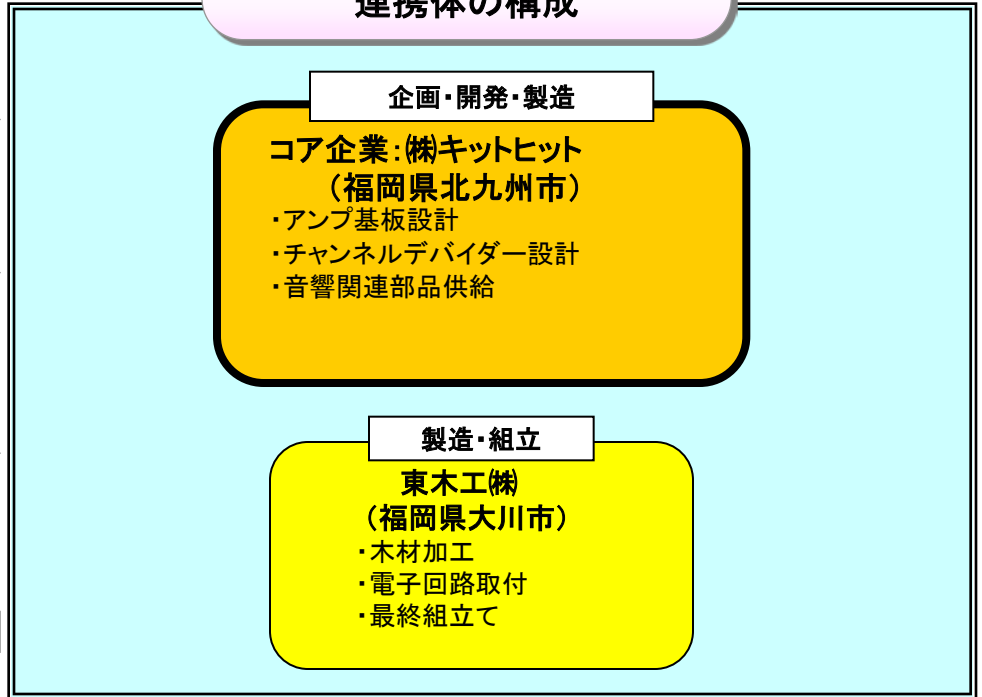 連携体の構成
企画・開発・製造
コア企業：㈱キットヒット
（福岡県北九州市）
・アンプ基板設計
・チャンネルデバイダー設計
・音響関連部品供給
製造・組立
東木工㈱
（福岡県大川市）
・木材加工
・電子回路取付
・最終組立て